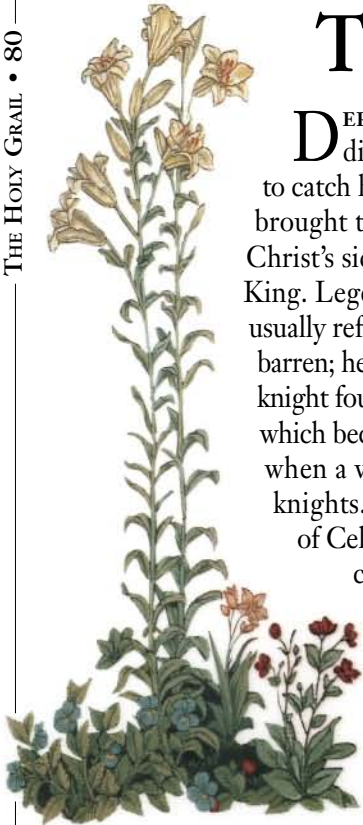 THE HOLY GRAIL • 80
T
DEE
di
to catch h
brought t
Christ's sid
King. Lege
usually ref
barren; he
knight fou
which bec
when a w
knights.
of Cel
c